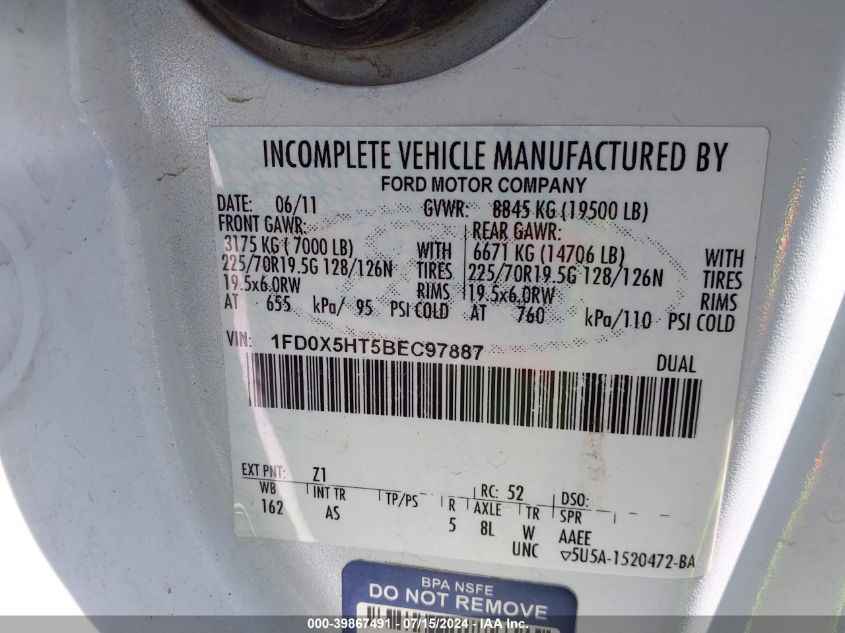 INCOMPLETE VEHICLE MANUFACTURED BY
FORD MOTOR COMPANY
DATE: 06/11 GVWR: 8845 KG (19500 LB)
FRONT GAWR: REAR GAWR:
3175 KG ( 7000 LB) WITH 6671 KG (14706 LB) WITH
225/70R19.5G 128/126N TIRES 225/70R19.5G 128/126N TIRES
19.5x6.0RW RIMS 19.5x6.0RW RIMS
AT 655 kPa/ 95 PSI COLD AT 760 kPa/110 PSI COLD
VIN: 1FD0X5HT5BEC97887 DUAL
EXT PNT: Z1 RC: 52 DSO:
WB INT TR TP/PS R AXLE TR SPR
162 AS 5 8L W AAEE
UNC ▽5U5A-1520472-BA
BPA NSFE
DO NOT REMOVE
000-39867491 - 07/15/2024 - IAA Inc.